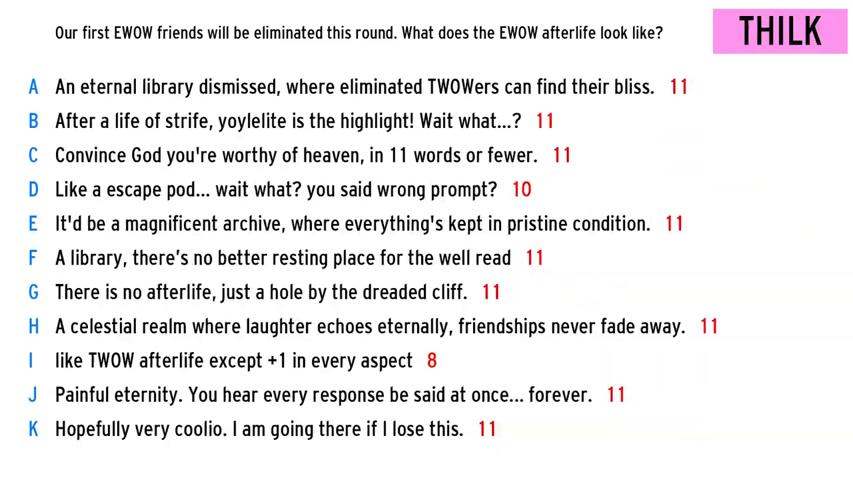 Our first EWOW friends will be eliminated this round. What does the EWOW afterlife look like?
THILK
A An eternal library dismissed, where eliminated TWOWers can find their bliss. 11
B After a life of strife, yoylelite is the highlight! Wait what...? 11
C Convince God you're worthy of heaven, in 11 words or fewer. 11
D Like a escape pod... wait what? you said wrong prompt? 10
E It'd be a magnificent archive, where everything's kept in pristine condition. 11
F A library, there's no better resting place for the well read 11
G There is no afterlife, just a hole by the dreaded cliff. 11
H A celestial realm where laughter echoes eternally, friendships never fade away. 11
I like TWOW afterlife except +1 in every aspect 8
J Painful eternity. You hear every response be said at once... forever. 11
K Hopefully very coolio. I am going there if I lose this. 11